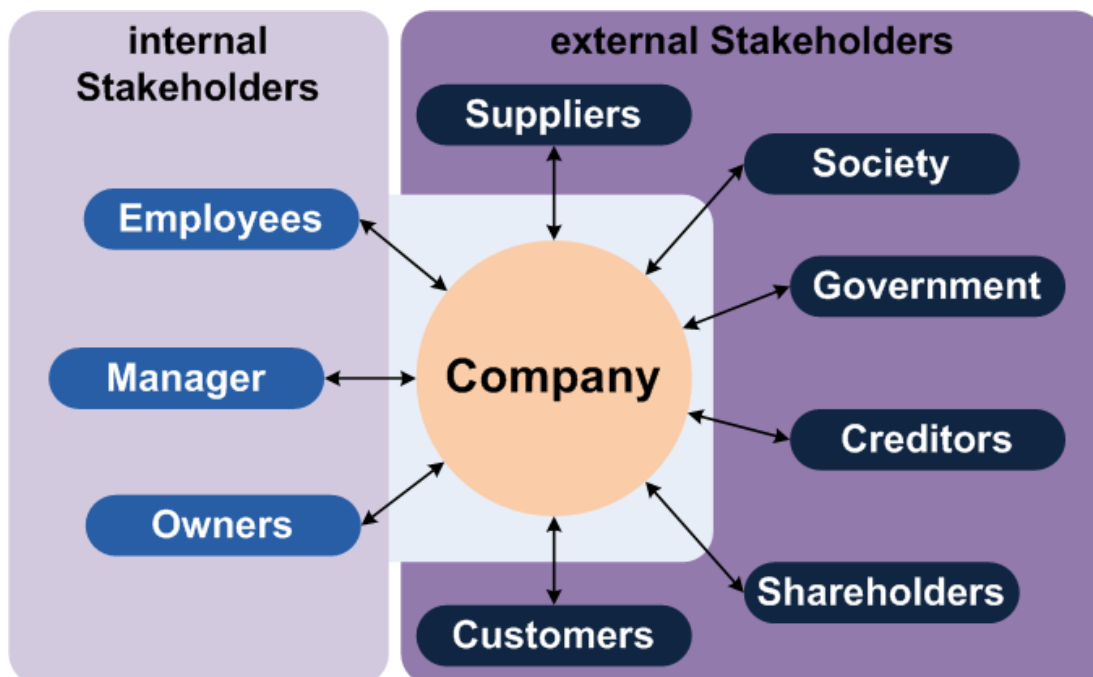 internal
Stakeholders
external Stakeholders
Suppliers
Society
Employees
Government
Manager
Company
Creditors
Owners
Shareholders
Customers